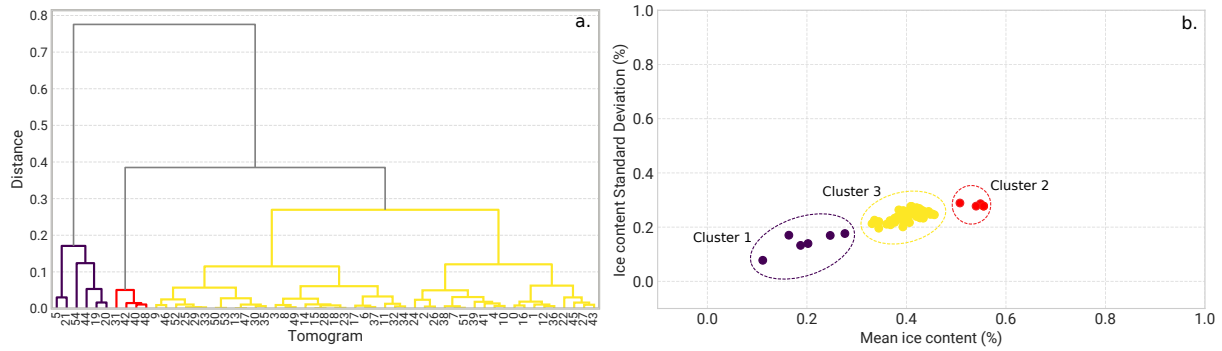 a.
0.8
0.7
0.6
0.5
0.4
0.3
0.2
0.1
0.0
Distance
5 21 54 44 19 20 31 42 40 48 9 46 52 25 29 33 50 53 13 47 30 35 3 8 49 14 15 28 18 23 17 6 37 11 32 34 24 2 26 38 7 51 39 41 4 10 16 1 12 36 22 45 27 43
Tomogram
b.
1.0
0.8
0.6
0.4
0.2
0.0
Ice content Standard Deviation (%)
Cluster 1
Cluster 3
Cluster 2
0.0 0.2 0.4 0.6 0.8 1.0
Mean ice content (%)